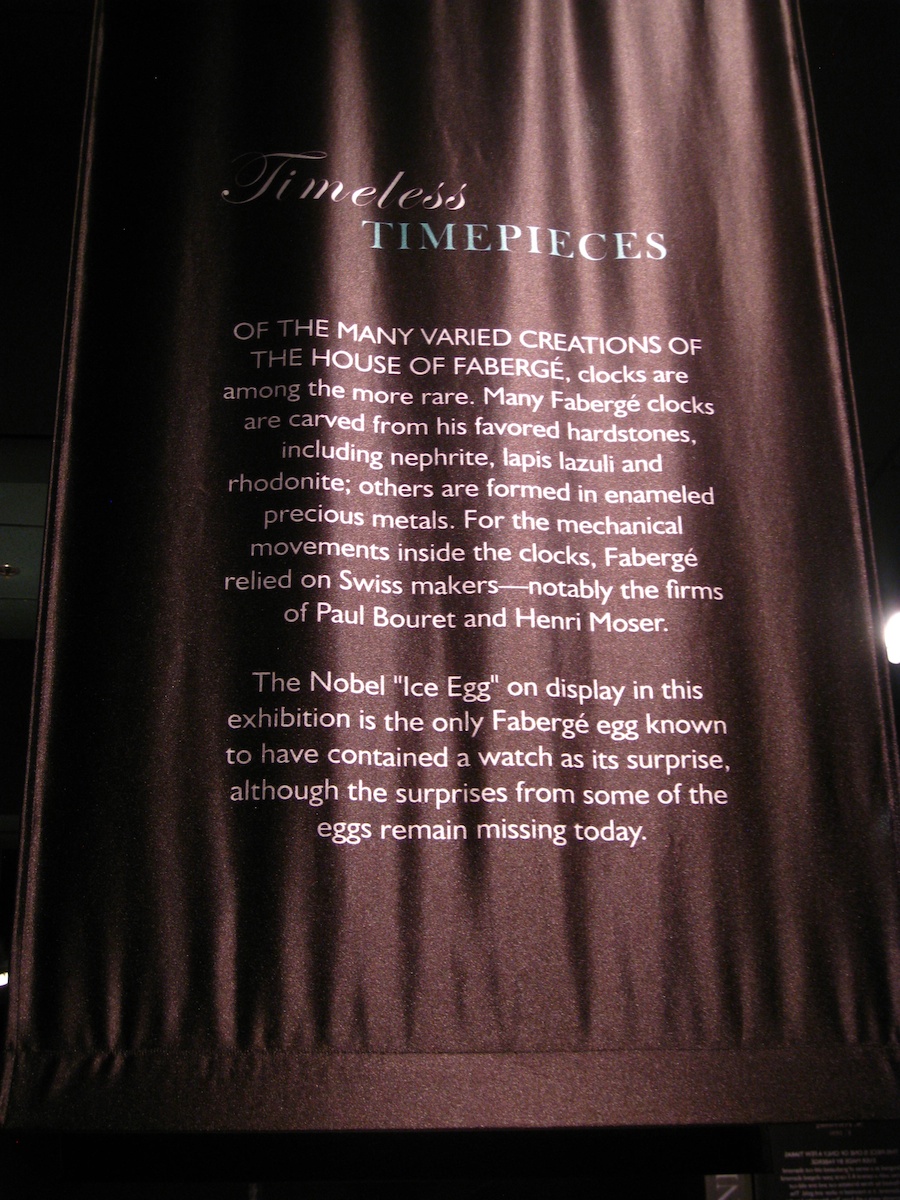 Timeless
TIMEPIECES
OF THE MANY VARIED CREATIONS OF
THE HOUSE OF FABERGÉ, clocks are
among the more rare. Many Fabergé clocks
are carved from his favored hardstones,
including nephrite, lapis lazuli and
rhodonite; others are formed in enameled
precious metals. For the mechanical
movements inside the clocks, Fabergé
relied on Swiss makers—notably the firms
of Paul Bouret and Henri Moser.
The Nobel "Ice Egg" on display in this
exhibition is the only Fabergé egg known
to have contained a watch as its surprise,
although the surprises from some of the
eggs remain missing today.